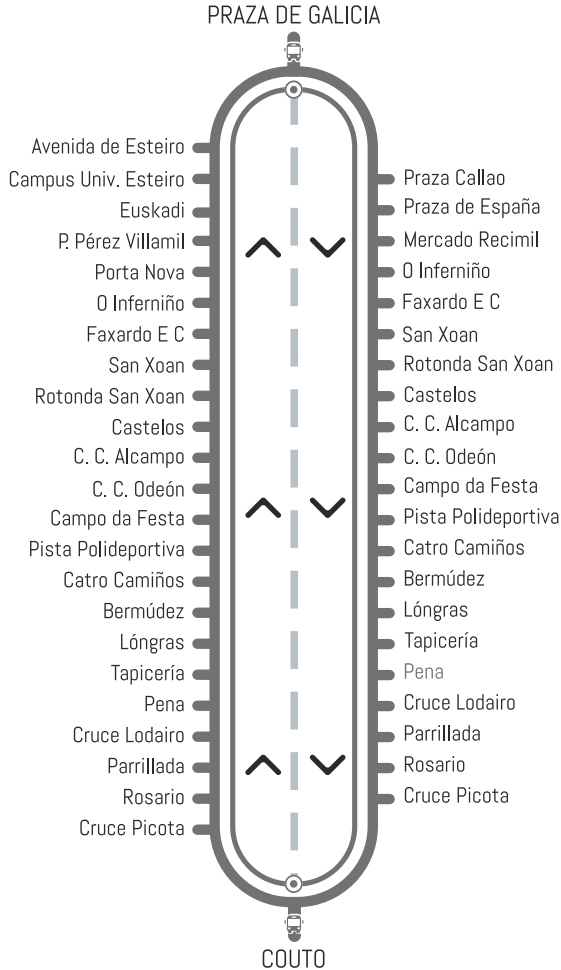 PRAZA DE GALICIA
Avenida de Esteiro
Campus Univ. Esteiro
Euskadi
P. Pérez Villamil
Porta Nova
O Inferniño
Faxardo E C
San Xoan
Rotonda San Xoan
Castelos
C. C. Alcampo
C. C. Odeón
Campo da Festa
Pista Polideportiva
Catro Camiños
Bermúdez
Lóngras
Tapicería
Pena
Cruce Lodairo
Parrillada
Rosario
Cruce Picota
Praza Callao
Praza de España
Mercado Recimil
O Inferniño
Faxardo E C
San Xoan
Rotonda San Xoan
Castelos
C. C. Alcampo
C. C. Odeón
Campo da Festa
Pista Polideportiva
Catro Camiños
Bermúdez
Lóngras
Tapicería
Pena
Cruce Lodairo
Parrillada
Rosario
Cruce Picota
COUTO